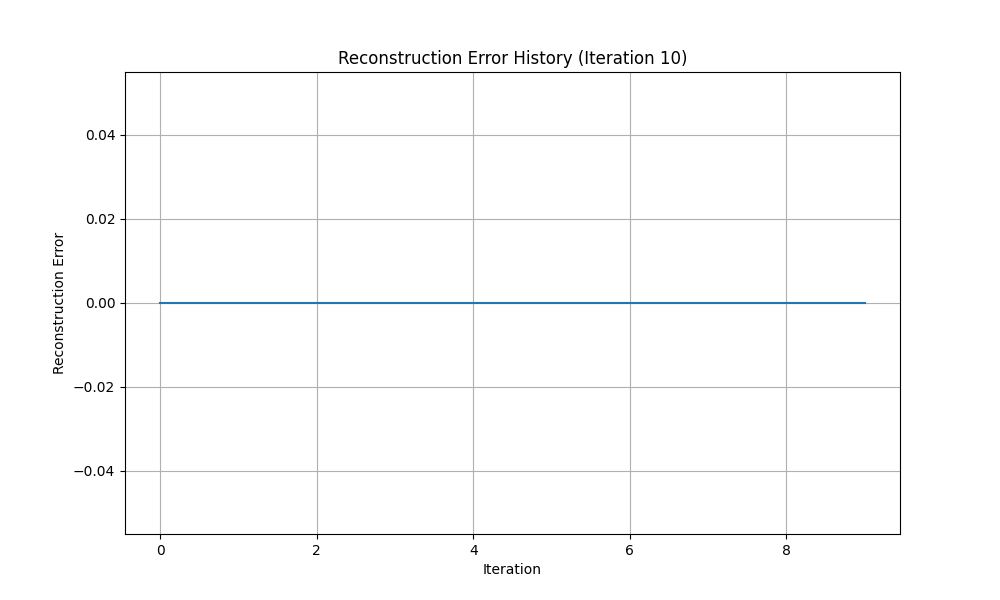 Reconstruction Error History (Iteration 10)
Reconstruction Error
0.04
0.02
0.00
−0.02
−0.04
0 2 4 6 8
Iteration